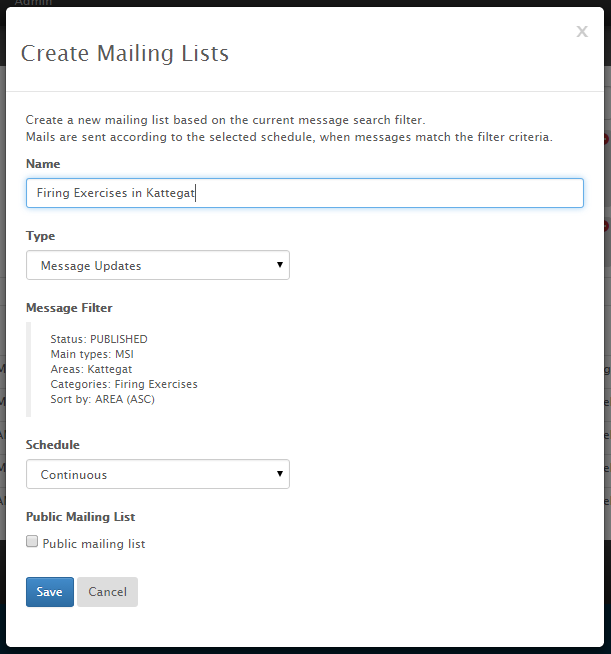 Admin
x
Create Mailing Lists
Create a new mailing list based on the current message search filter.
Mails are sent according to the selected schedule, when messages match the filter criteria.
Name
Firing Exercises in Kattegat
Type
Message Updates
Message Filter
Status: PUBLISHED
Main types: MSI
Areas: Kattegat
Categories: Firing Exercises
Sort by: AREA (ASC)
Schedule
Continuous
Public Mailing List
Public mailing list
Save Cancel